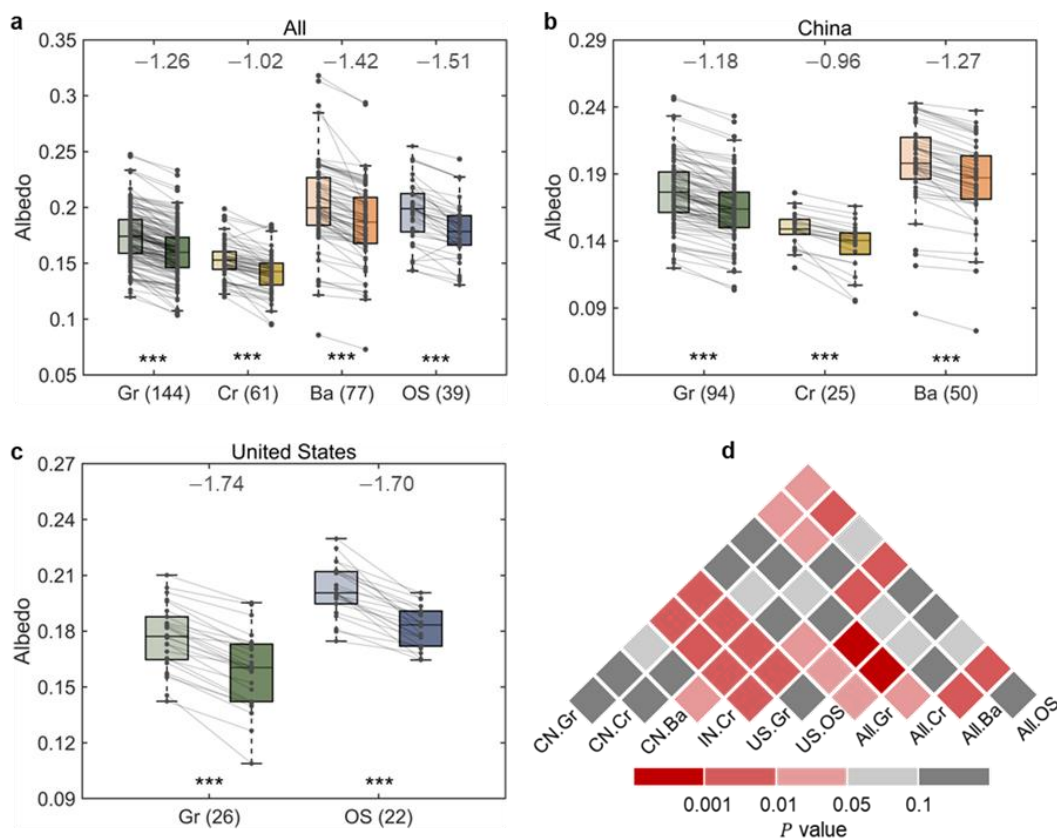 a
All
0.35
0.3
0.25
0.2
0.15
0.1
0.05
Albedo
−1.26
−1.02
−1.42
−1.51
***
***
***
***
Gr (144)
Cr (61)
Ba (77)
OS (39)
b
China
0.29
0.24
0.19
0.14
0.09
0.04
Albedo
−1.18
−0.96
−1.27
***
***
***
Gr (94)
Cr (25)
Ba (50)
c
United States
0.27
0.24
0.21
0.18
0.15
0.12
0.09
Albedo
−1.74
−1.70
***
***
Gr (26)
OS (22)
d
CN.Gr
CN.Cr
CN.Ba
IN.Cr
US.Gr
US.OS
All.Gr
All.Cr
All.Ba
All.OS
0.001
0.01
0.05
0.1
P value